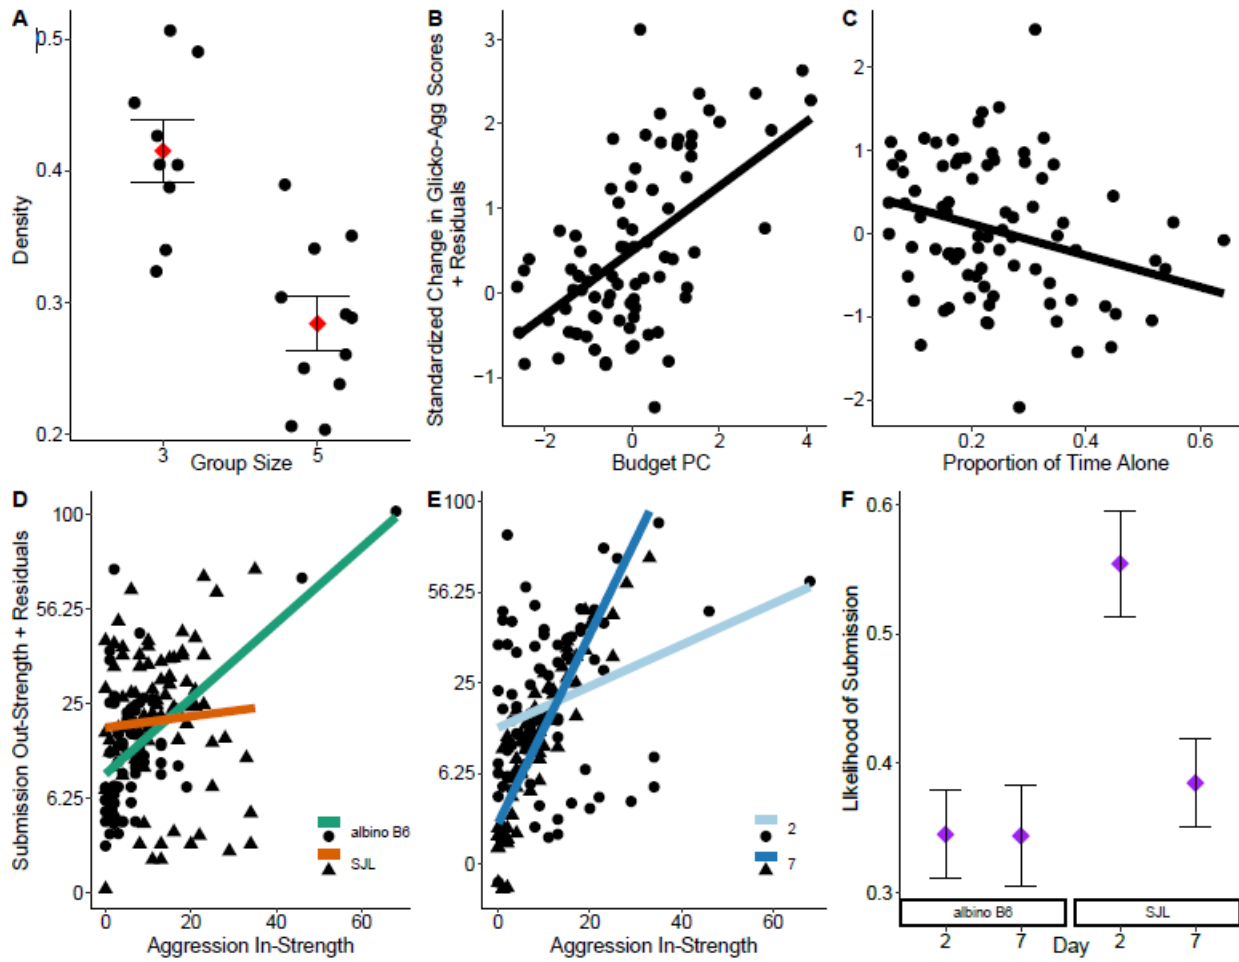 A
0.5
0.4
0.3
0.2
Density
3
5
Group Size
B
3
2
1
0
−1
Standardized Change in Glicko-Agg Scores
+ Residuals
−2
0
2
4
Budget PC
C
2
1
0
−1
−2
0.2
0.4
0.6
Proportion of Time Alone
D
100
56.25
25
6.25
0
Submission Out-Strength + Residuals
albino B6
SJL
0
20
40
60
Aggression In-Strength
E
100
56.25
25
6.25
0
2
7
0
20
40
60
Aggression In-Strength
F
0.6
0.5
0.4
0.3
LIkelihood of Submission
albino B6
SJL
2
7
2
7
Day